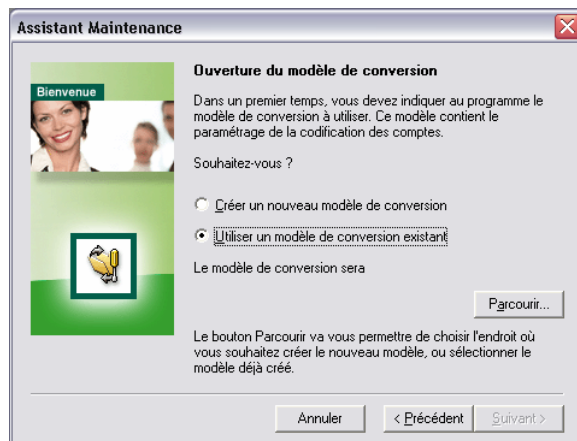 Assistant Maintenance
Bienvenue
Ouverture du modèle de conversion
Dans un premier temps, vous devez indiquer au programme le
modèle de conversion à utiliser. Ce modèle contient le
paramétrage de la codification des comptes.
Souhaitez-vous ?
Créer un nouveau modèle de conversion
Utiliser un modèle de conversion existant
Le modèle de conversion sera
Parcourir...
Le bouton Parcourir va vous permettre de choisir l'endroit où
vous souhaitez créer le nouveau modèle, ou sélectionner le
modèle déjà créé.
Annuler
< Précédent
Suivant >